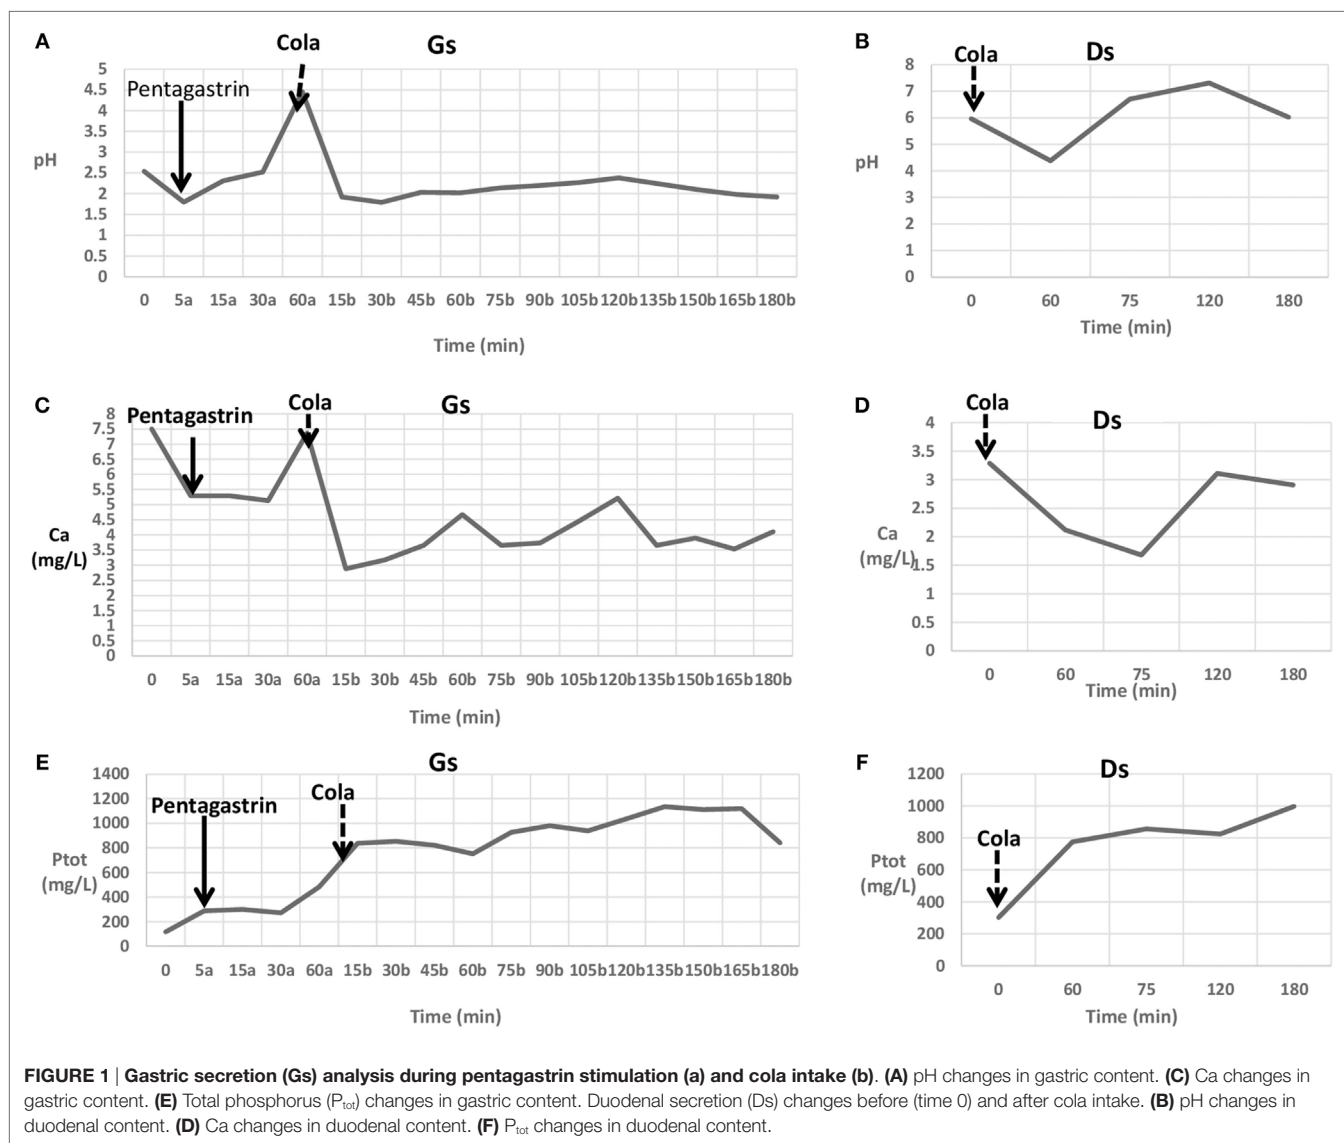 A
Cola
Gs
Pentagastrin
5
4.5
4
3.5
3
2.5
2
1.5
1
0.5
0
pH
0 5a 15a 30a 60a 15b 30b 45b 60b 75b 90b 105b 120b 135b 150b 165b 180b
Time (min)
B
Cola
Ds
8
7
6
5
4
3
2
1
0
pH
0 60 75 120 180
Time (min)
C
Pentagastrin
Cola
Gs
8
7.5
7
6.5
6
5.5
5
4.5
4
3.5
3
2.5
2
1.5
1
0.5
0
Ca
(mg/L)
0 5a 15a 30a 60a 15b 30b 45b 60b 75b 90b 105b 120b 135b 150b 165b 180b
Time (min)
D
Cola
Ds
4
3.5
3
2.5
2
1.5
1
0.5
0
Ca
(mg/L)
0 60 75 120 180
Time (min)
E
Gs
Pentagastrin
Cola
1400
1200
1000
800
600
400
200
0
Ptot
(mg/L)
0 5a 15a 30a 60a 15b 30b 45b 60b 75b 90b 105b 120b 135b 150b 165b 180b
Time (min)
F
Ds
Cola
1200
1000
800
600
400
200
0
Ptot
(mg/L)
0 60 75 120 180
Time (min)
FIGURE 1 | Gastric secretion (Gs) analysis during pentagastrin stimulation (a) and cola intake (b). (A) pH changes in gastric content. (C) Ca changes in
gastric content. (E) Total phosphorus (Ptot) changes in gastric content. Duodenal secretion (Ds) changes before (time 0) and after cola intake. (B) pH changes in
duodenal content. (D) Ca changes in duodenal content. (F) Ptot changes in duodenal content.